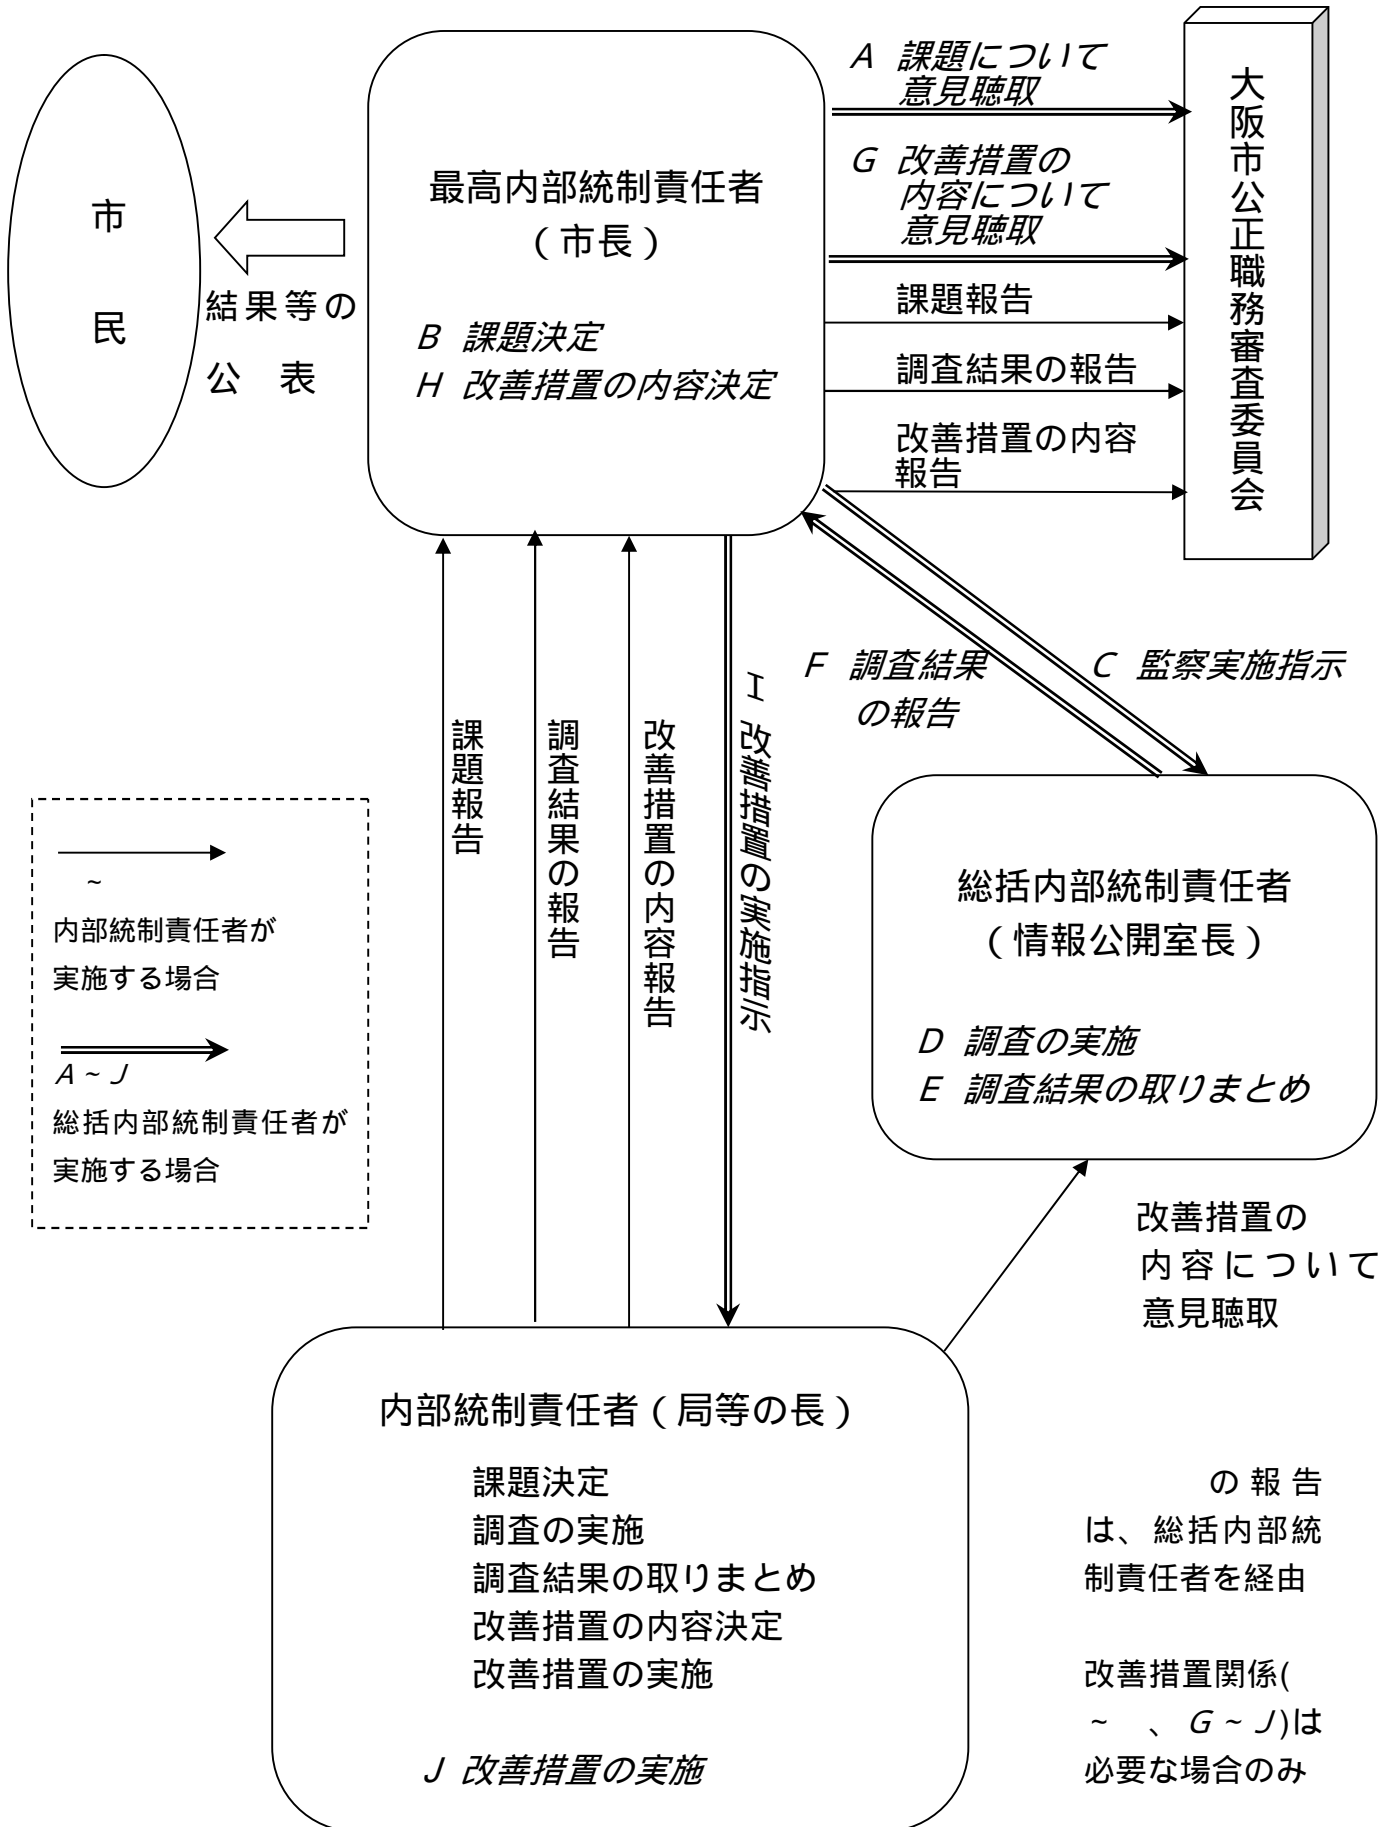 市
民
結果等の
公　表
最高内部統制責任者
（市長）
B 課題決定
H 改善措置の内容決定
A 課題について
意見聴取
G 改善措置の
内容について
意見聴取
課題報告
調査結果の報告
改善措置の内容
報告
大阪市公正職務審査委員会
課題報告
調査結果の報告
改善措置の内容報告
I 改善措置の実施指示
F 調査結果
の報告
C 監察実施指示
~
内部統制責任者が
実施する場合
A ~ J
総括内部統制責任者が
実施する場合
総括内部統制責任者
（情報公開室長）
D 調査の実施
E 調査結果の取りまとめ
改善措置の
内容について
意見聴取
内部統制責任者（局等の長）
課題決定
調査の実施
調査結果の取りまとめ
改善措置の内容決定
改善措置の実施
J 改善措置の実施
の報告
は、総括内部統
制責任者を経由
改善措置関係(
~　、G ~ J)は
必要な場合のみ